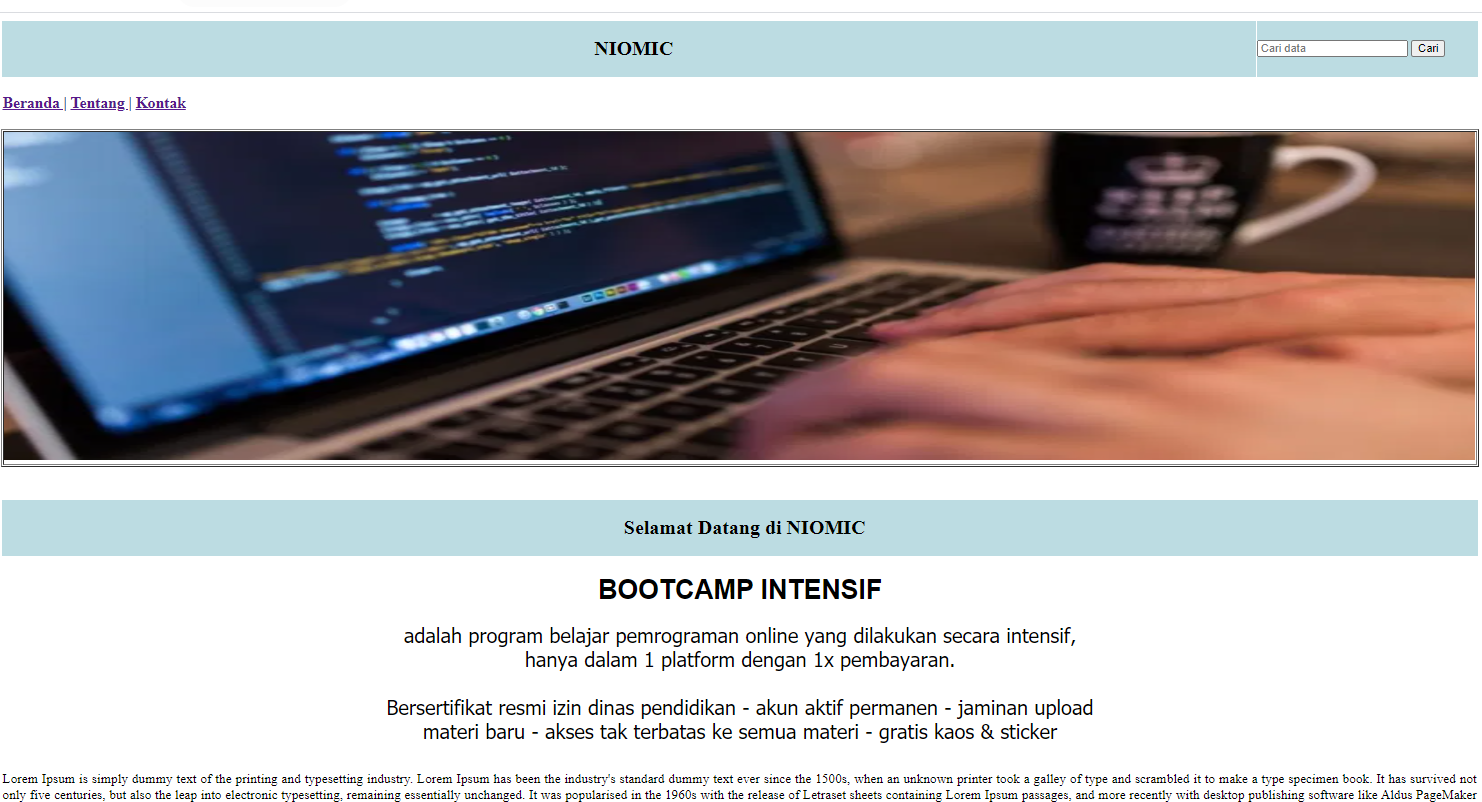 NIOMIC
Cari data Cari
Beranda | Tentang | Kontak
Selamat Datang di NIOMIC
BOOTCAMP INTENSIF
adalah program belajar pemrograman online yang dilakukan secara intensif,
hanya dalam 1 platform dengan 1x pembayaran.
Bersertifikat resmi izin dinas pendidikan - akun aktif permanen - jaminan upload
materi baru - akses tak terbatas ke semua materi - gratis kaos & sticker
Lorem Ipsum is simply dummy text of the printing and typesetting industry. Lorem Ipsum has been the industry's standard dummy text ever since the 1500s, when an unknown printer took a galley of type and scrambled it to make a type specimen book. It has survived not
only five centuries, but also the leap into electronic typesetting, remaining essentially unchanged. It was popularised in the 1960s with the release of Letraset sheets containing Lorem Ipsum passages, and more recently with desktop publishing software like Aldus PageMaker